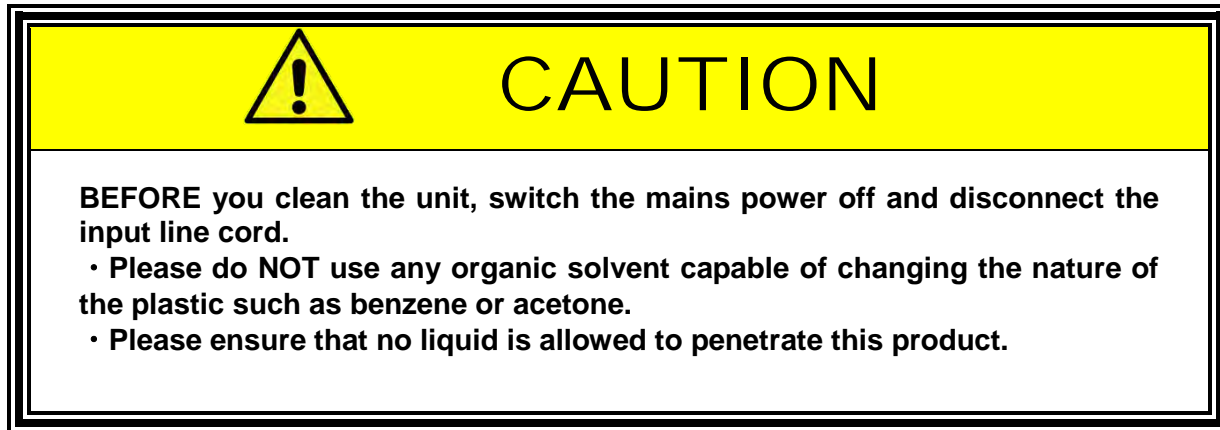 CAUTION
BEFORE you clean the unit, switch the mains power off and disconnect the
input line cord.
・Please do NOT use any organic solvent capable of changing the nature of
the plastic such as benzene or acetone.
・Please ensure that no liquid is allowed to penetrate this product.